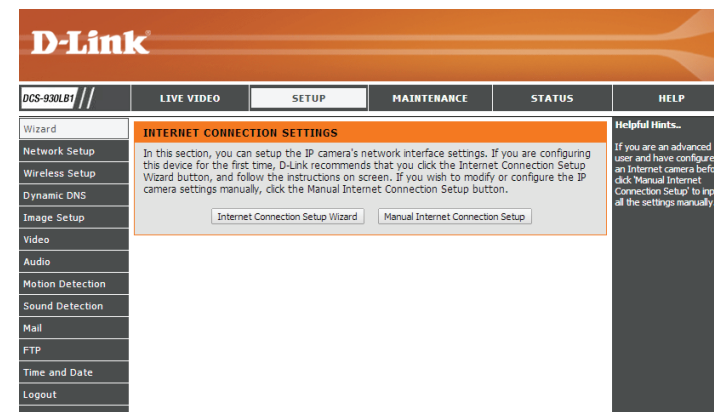 D-Link
DCS-930LB1 //
LIVE VIDEO
SETUP
MAINTENANCE
STATUS
HELP
Wizard
Network Setup
Wireless Setup
Dynamic DNS
Image Setup
Video
Audio
Motion Detection
Sound Detection
Mail
FTP
Time and Date
Logout
INTERNET CONNECTION SETTINGS
In this section, you can setup the IP camera's network interface settings. If you are configuring
this device for the first time, D-Link recommends that you click the Internet Connection Setup
Wizard button, and follow the instructions on screen. If you wish to modify or configure the IP
camera settings manually, click the Manual Internet Connection Setup button.
Internet Connection Setup Wizard
Manual Internet Connection Setup
Helpful Hints..
If you are an advanced
user and have configure
an Internet camera befo
click 'Manual Internet
Connection Setup' to inp
all the settings manually